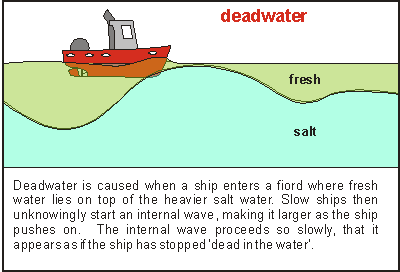 deadwater
fresh
salt
Deadwater is caused when a ship enters a fiord where fresh
water lies on top of the heavier salt water. Slow ships then
unknowingly start an internal wave, making it larger as the ship
pushes on. The internal wave proceeds so slowly, that it
appears as if the ship has stopped 'dead in the water'.